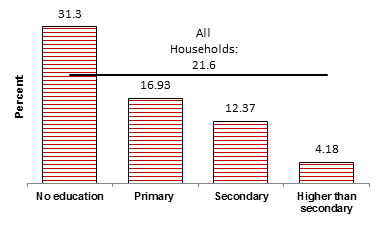 31.3
All
Households:
21.6
16.93
12.37
4.18
Percent
No education
Primary
Secondary
Higher than
secondary